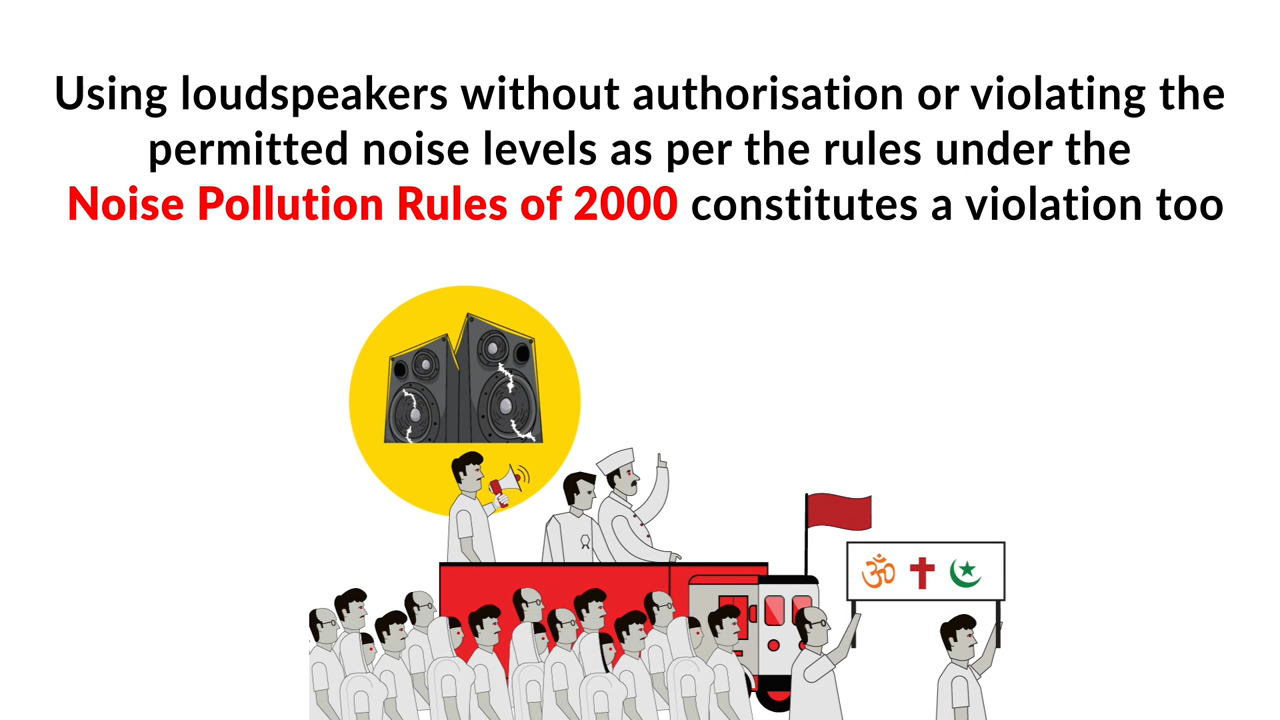 Using loudspeakers without authorisation or violating the
permitted noise levels as per the rules under the
Noise Pollution Rules of 2000 constitutes a violation too
ॐ